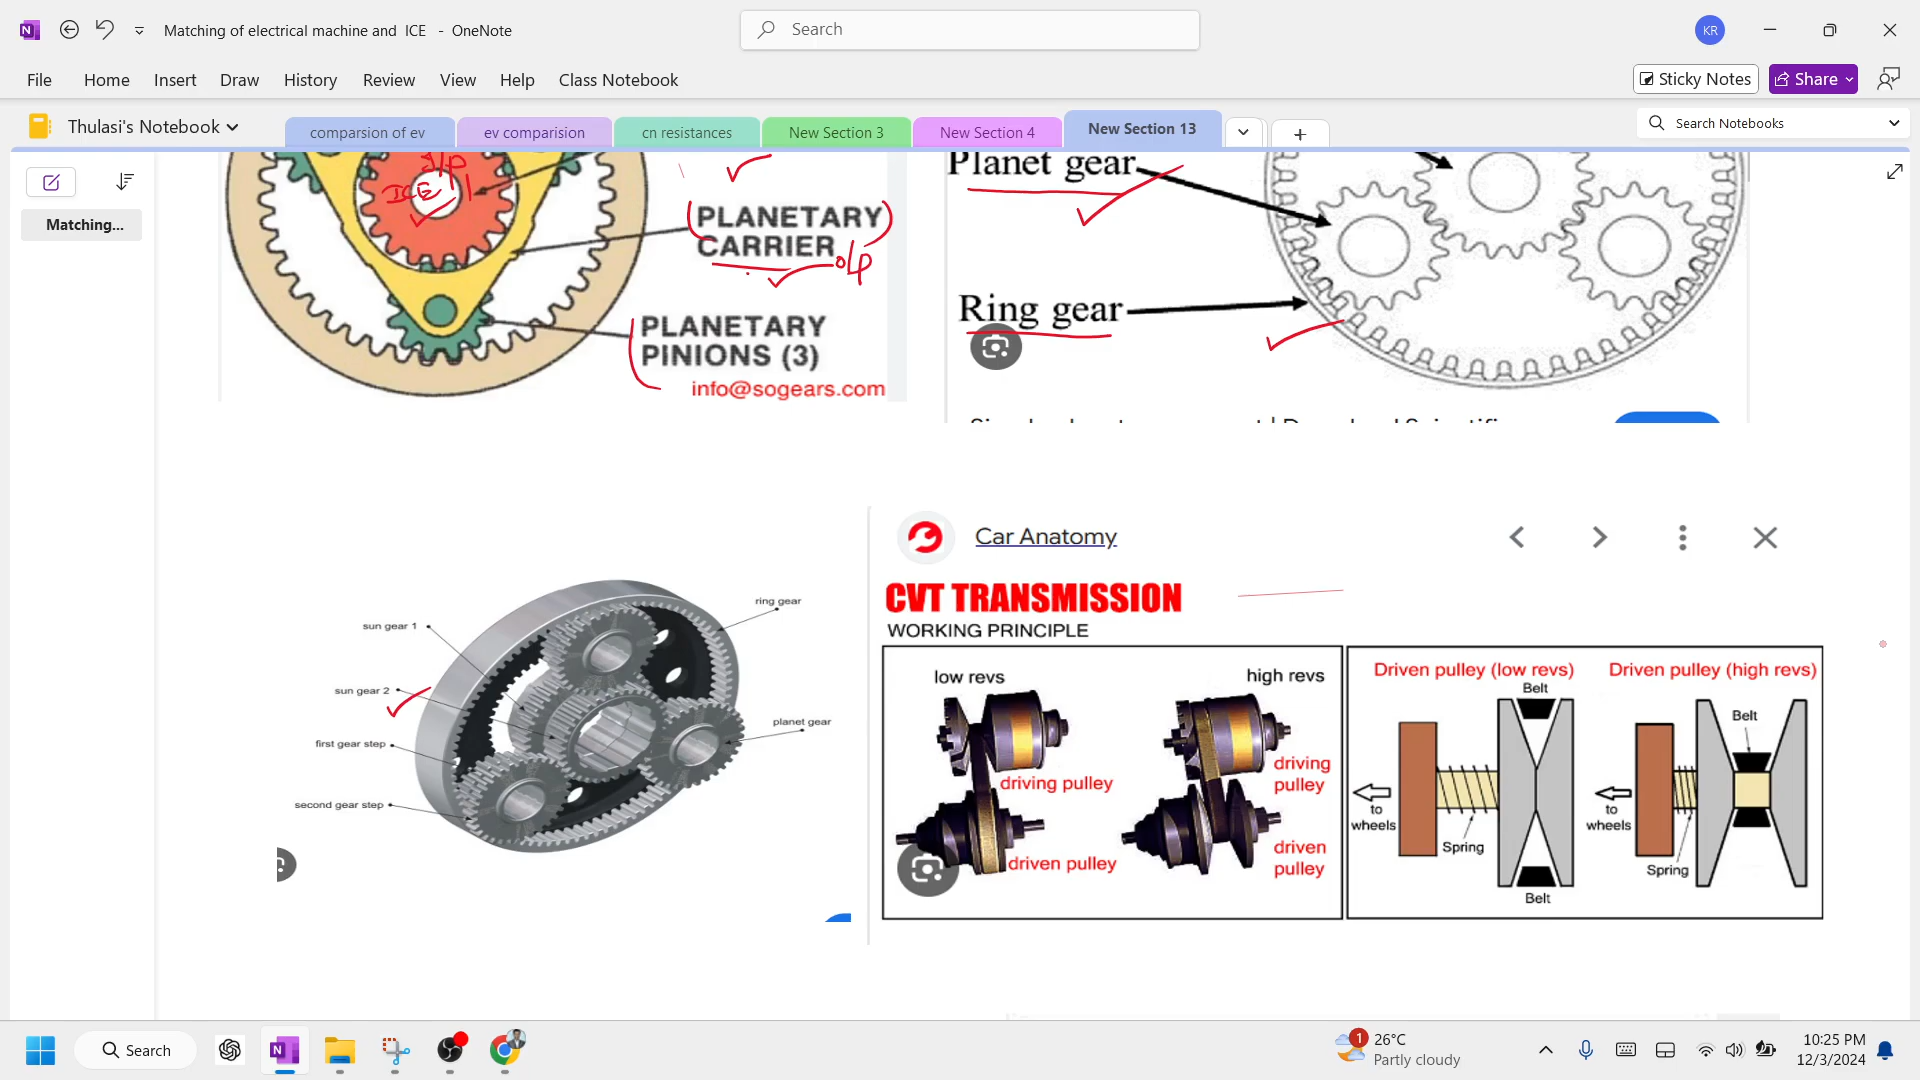 Matching of electrical machine and ICE - OneNote
Search
KR
File
Home
Insert
Draw
History
Review
View
Help
Class Notebook
Sticky Notes
Share
Thulasi's Notebook
comparsion of ev
ev comparision
cn resistances
New Section 3
New Section 4
New Section 13
+
Search Notebooks
Matching...
i/p
ICE
PLANETARY
CARRIER
o/p
PLANETARY
PINIONS (3)
info@sogears.com
Planet gear
Ring gear
ring gear
sun gear 1
sun gear 2
planet gear
first gear step
second gear step
Car Anatomy
CVT TRANSMISSION
WORKING PRINCIPLE
low revs
high revs
driving pulley
driven pulley
driving
pulley
driven
pulley
Driven pulley (low revs)
Belt
to
wheels
Spring
Belt
Driven pulley (high revs)
Belt
to
wheels
Spring
Search
1
26°C
Partly cloudy
10:25 PM
12/3/2024